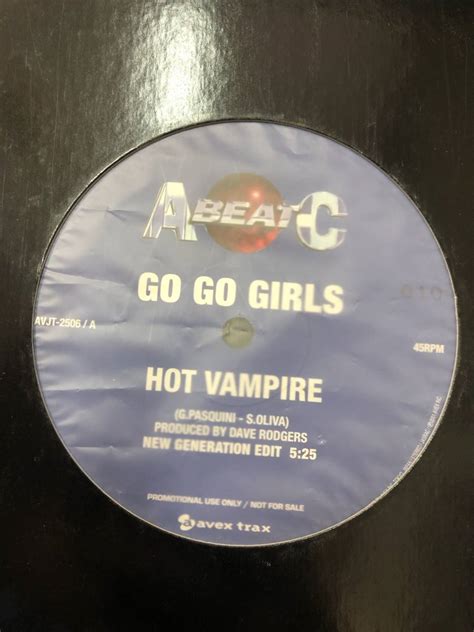 A BEAT C
GO GO GIRLS
AVJT-2506 / A
45RPM
HOT VAMPIRE
(G.PASQUINI - S.OLIVA)
PRODUCED BY DAVE RODGERS
NEW GENERATION EDIT 5:25
PROMOTIONAL USE ONLY / NOT FOR SALE
a avex trax